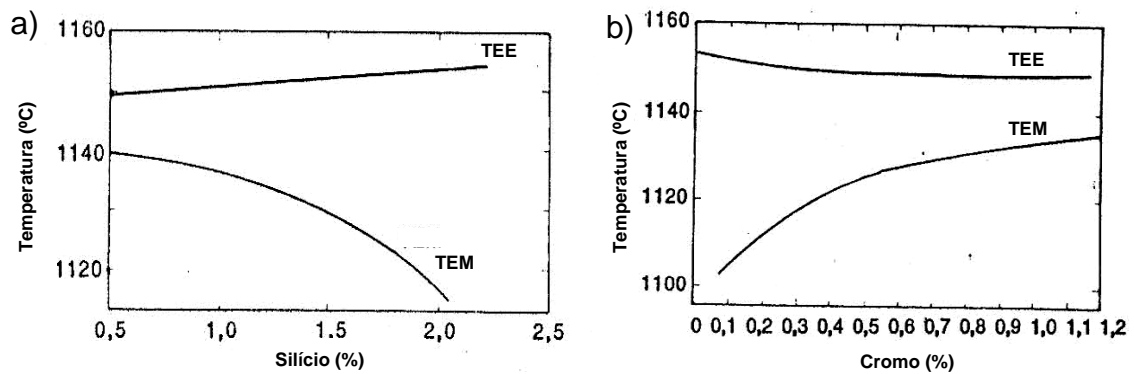 a)
Temperatura (ºC)
1160
1140
1120
TEE
TEM
0,5 1,0 1.5 2,0 2,5
Silício (%)
b)
Temperatura (ºC)
1160
1140
1120
1100
TEE
TEM
0 0,1 0,2 0,3 0,4 0,5 0,6 0,7 0,8 0,9 1,0 1,1 1,2
Cromo (%)